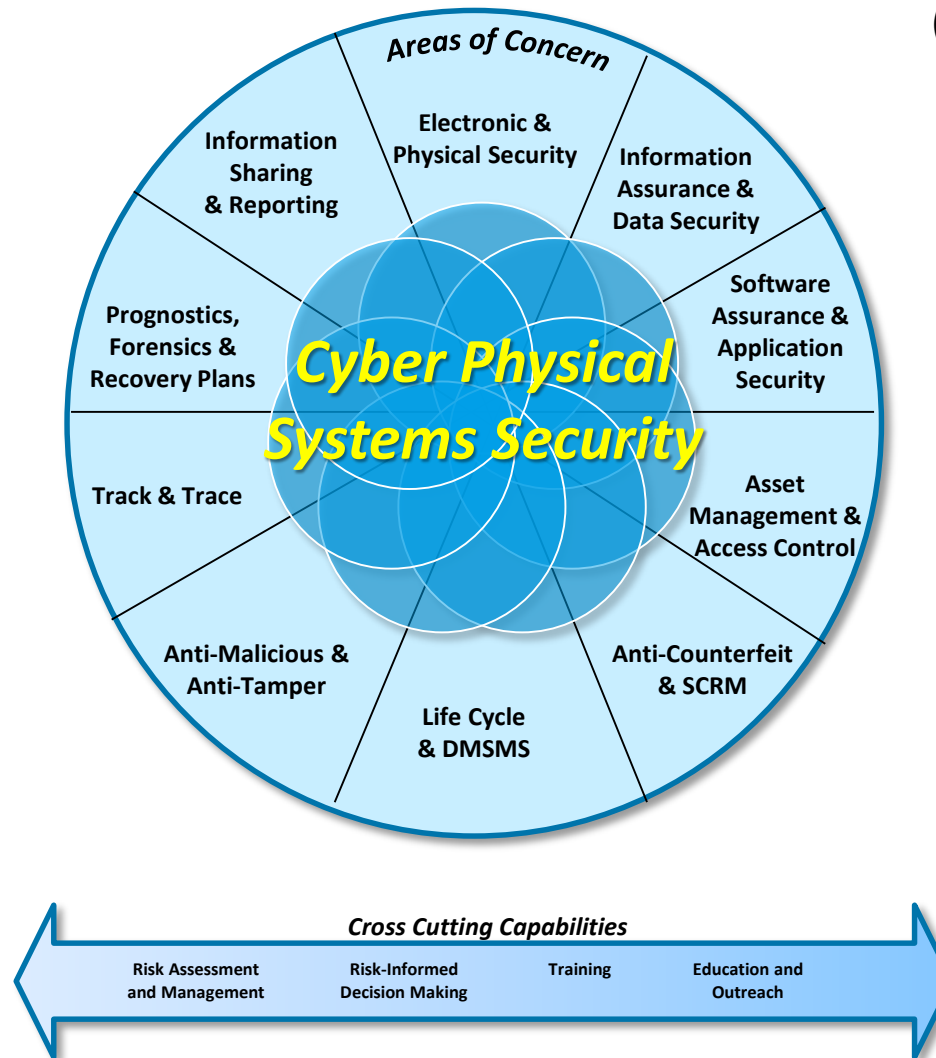 Areas of Concern
Electronic &
Physical Security
Information
Assurance &
Data Security
Software
Assurance &
Application
Security
Asset
Management &
Access Control
Anti-Counterfeit
& SCRM
Life Cycle
& DMSMS
Anti-Malicious &
Anti-Tamper
Track & Trace
Prognostics,
Forensics &
Recovery Plans
Information
Sharing
& Reporting
Cyber Physical
Systems Security
Cross Cutting Capabilities
Risk Assessment
and Management
Risk-Informed
Decision Making
Training
Education and
Outreach